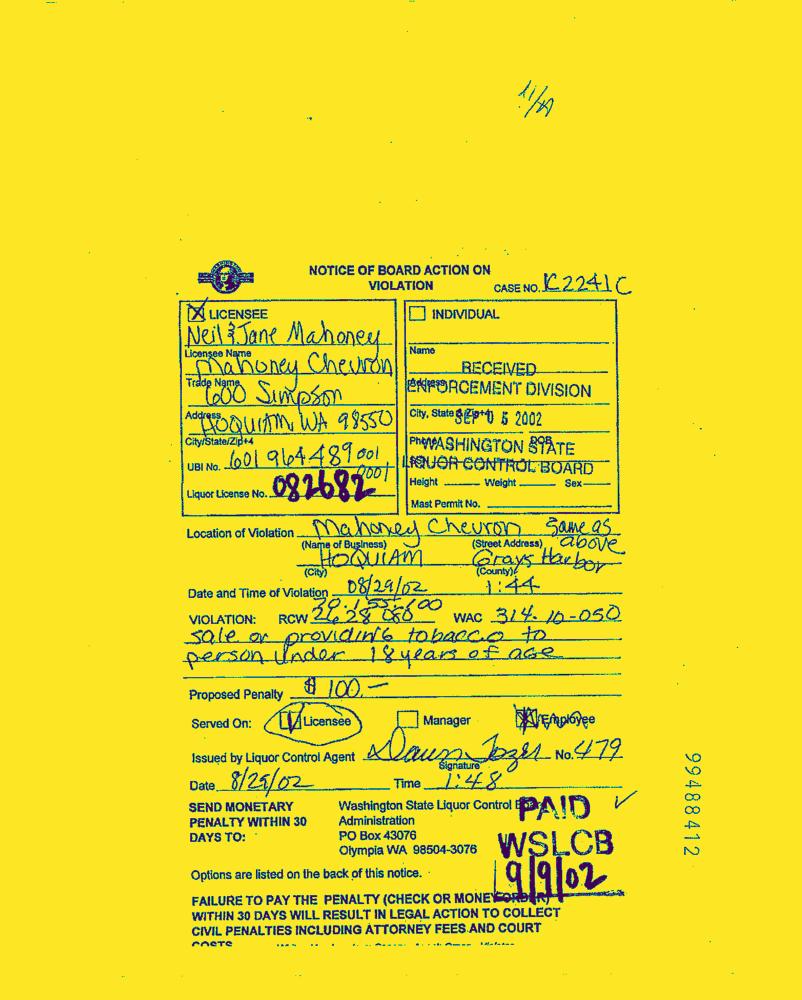 NOTICE OF BOARD ACTION ON
VIOLATION
CASE NO. K2241C
LICENSEE
Neil & Jane Mahoney
Licensee Name
Mahoney Chevron
Trade Name
600 Simpson
Address
HOQUIAM, WA 98550
City/State/Zip+4
UBI No. 601 964 489 001 0001
Liquor License No. 082682
INDIVIDUAL
Name
RECEIVED
Address
ENFORCEMENT DIVISION
City, State & Zip+4
SEP 0 5 2002
DOB
WASHINGTON STATE
LIQUOR CONTROL BOARD
Height Weight Sex
Mast Permit No.
Location of Violation Mahoney Chevron Same as above
(Name of Business) (Street Address)
HOQUIAM Grays Harbor
(City) (County)
Date and Time of Violation 08/29/02 1:44
VIOLATION: RCW 26 28 080 WAC 314-10-050
sale or providing tobacco to
person under 18 years of age
Proposed Penalty $ 100.-
Served On: Licensee Manager Employee
Issued by Liquor Control Agent Dawn Tozer No. 479
Signature
Date 8/29/02 Time 1:48
SEND MONETARY
PENALTY WITHIN 30
DAYS TO:
Washington State Liquor Control Board
Administration
PO Box 43076
Olympia WA 98504-3076
PAID
WSLCB
9/9/02
99488412
Options are listed on the back of this notice.
FAILURE TO PAY THE PENALTY (CHECK OR MONEY ORDER)
WITHIN 30 DAYS WILL RESULT IN LEGAL ACTION TO COLLECT
CIVIL PENALTIES INCLUDING ATTORNEY FEES AND COURT
COSTS